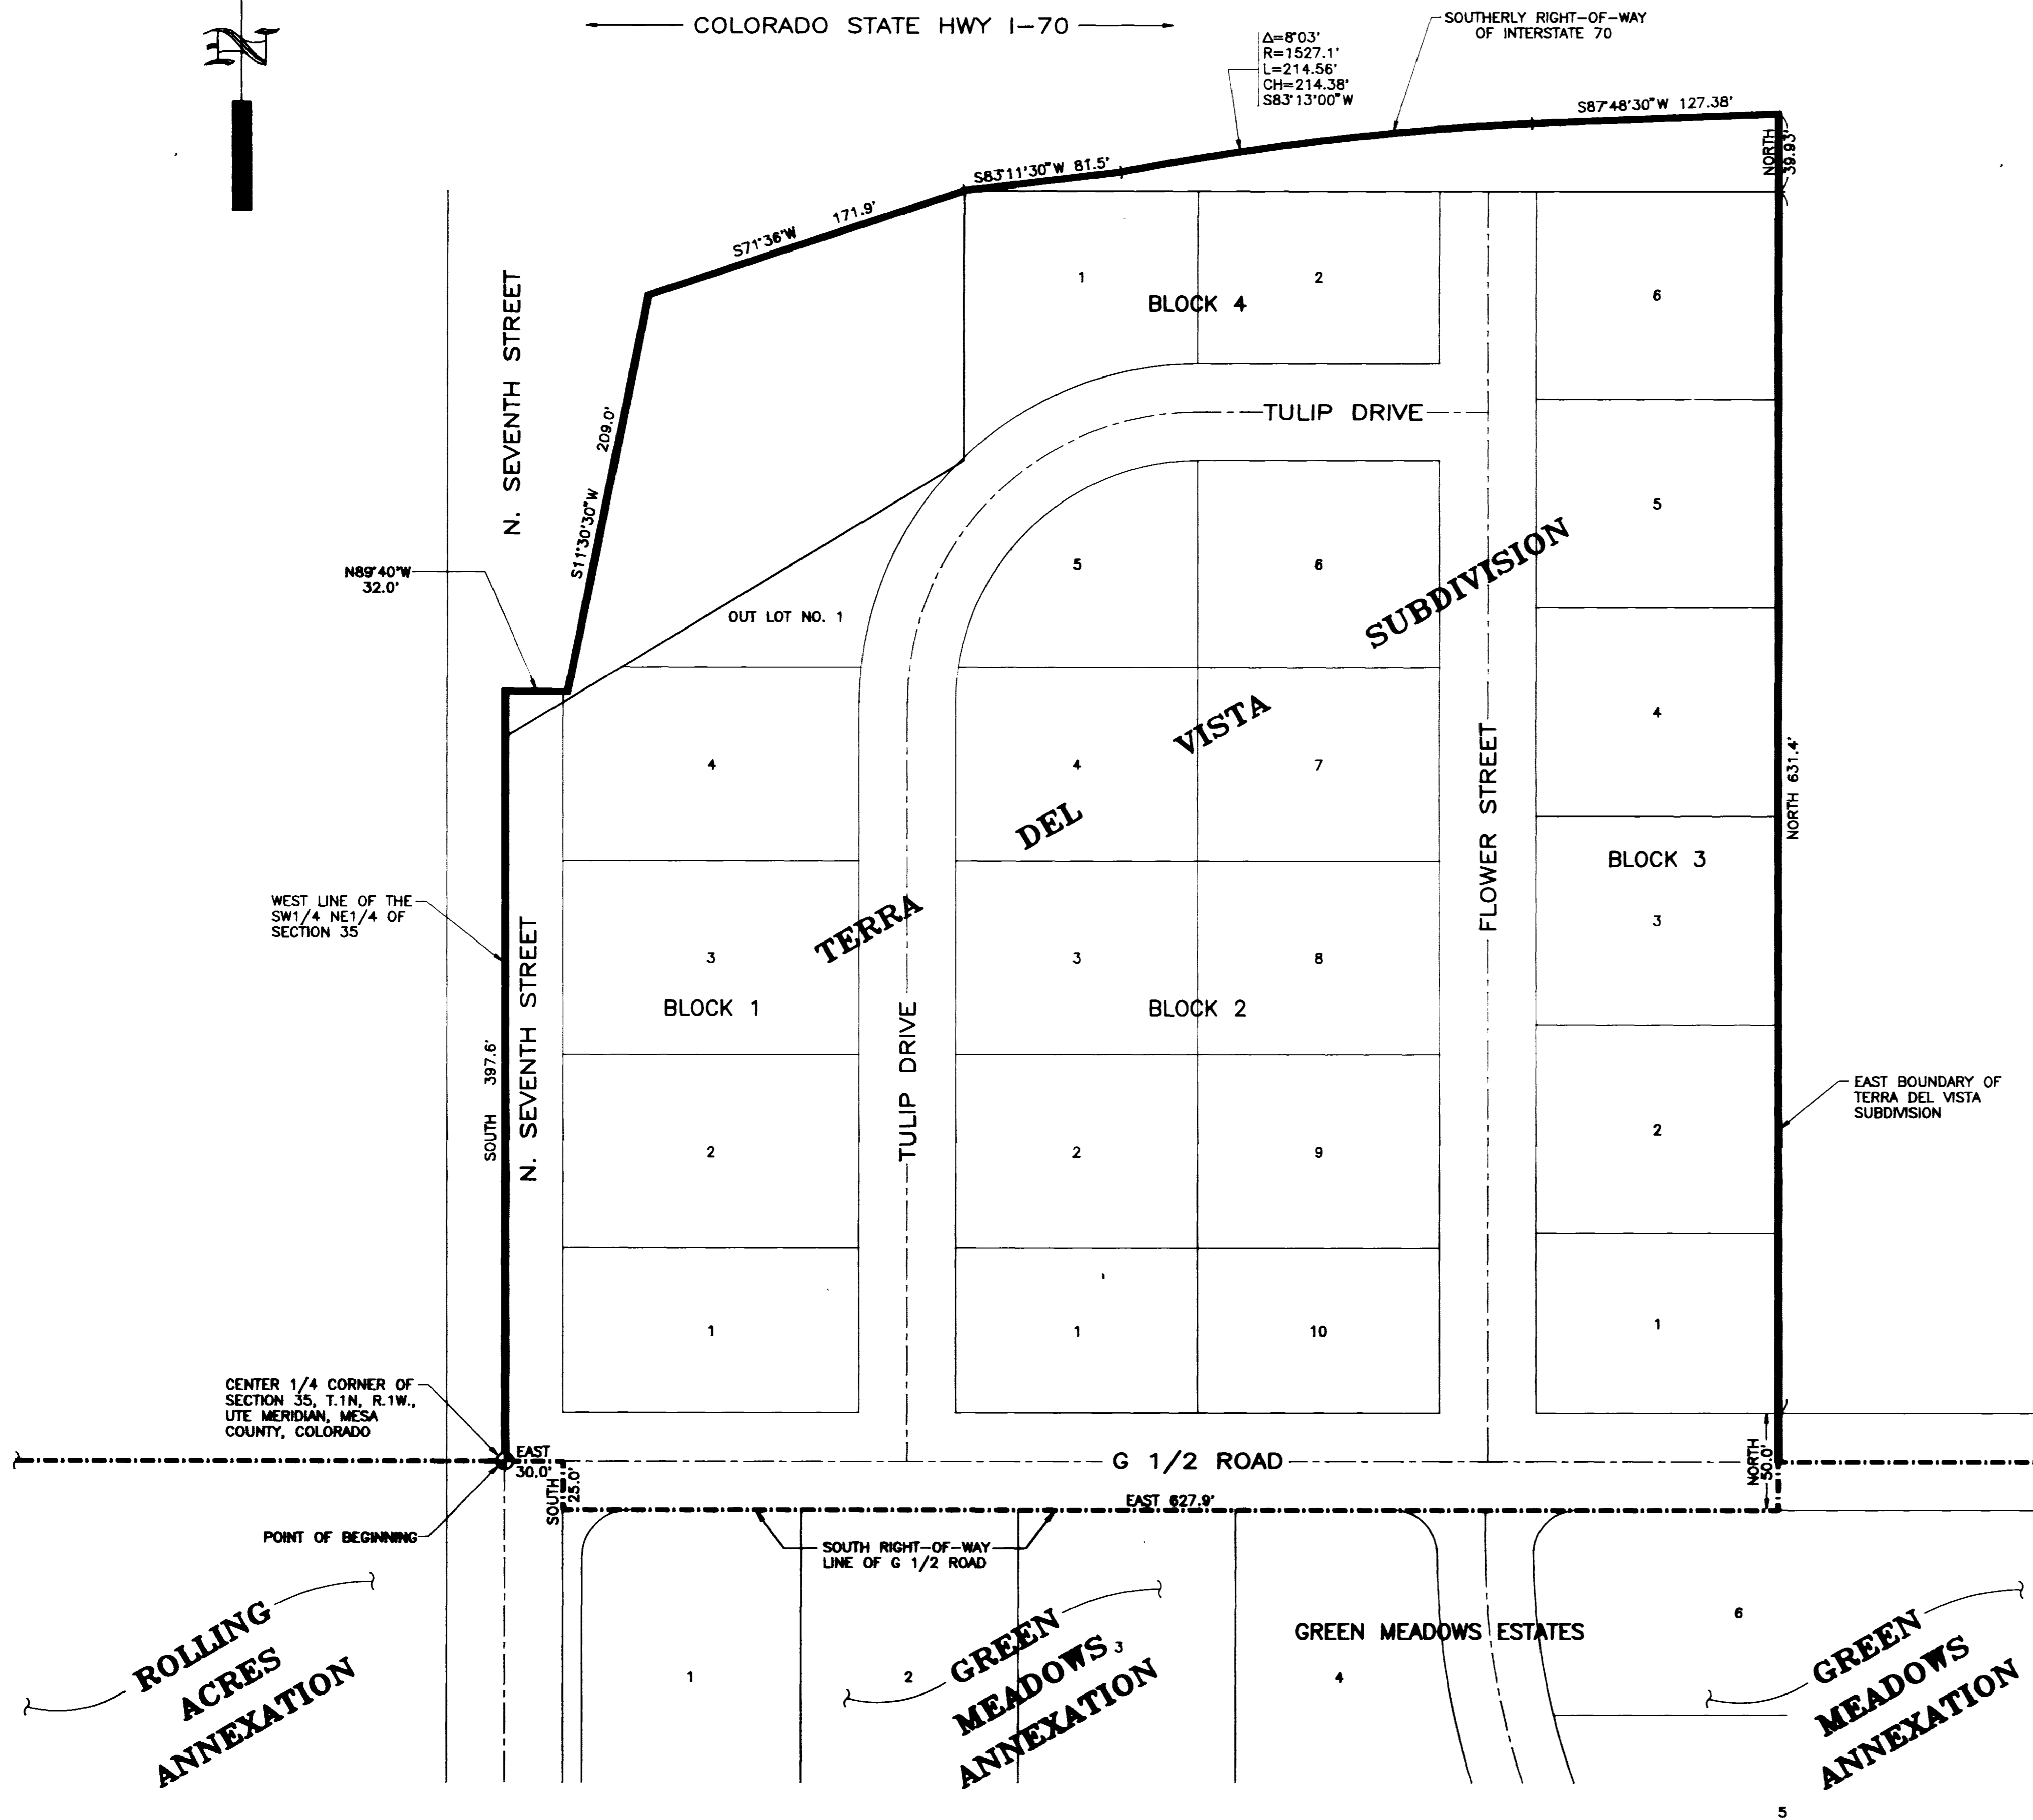 COLORADO STATE HWY I-70
SOUTHERLY RIGHT-OF-WAY
OF INTERSTATE 70
Δ=8°03'
R=1527.1'
L=214.56'
CH=214.38'
S83°13'00"W
S87°48'30"W 127.38'
NORTH
39.93'
S83°11'30"W 81.5'
S71°36'W 171.9'
N. SEVENTH STREET
S11°30'30"W 209.0'
N89°40'W
32.0'
1
2
BLOCK 4
6
TULIP DRIVE
5
6
5
SUBDIVISION
OUT LOT NO. 1
4
4
7
VISTA
4
DEL
FLOWER STREET
NORTH 631.4'
BLOCK 3
WEST LINE OF THE
SW1/4 NE1/4 OF
SECTION 35
TERRA
3
3
8
3
BLOCK 1
BLOCK 2
N. SEVENTH STREET
SOUTH 397.6'
TULIP DRIVE
EAST BOUNDARY OF
TERRA DEL VISTA
SUBDIVISION
2
2
9
2
1
1
10
1
CENTER 1/4 CORNER OF
SECTION 35, T.1N, R.1W.,
UTE MERIDIAN, MESA
COUNTY, COLORADO
EAST
30.0'
SOUTH
25.0'
G 1/2 ROAD
NORTH
50.0'
EAST 627.9'
POINT OF BEGINNING
SOUTH RIGHT-OF-WAY
LINE OF G 1/2 ROAD
ROLLING
ACRES
ANNEXATION
1
2
GREEN
MEADOWS
ANNEXATION
3
GREEN MEADOWS ESTATES
4
6
GREEN
MEADOWS
ANNEXATION
5